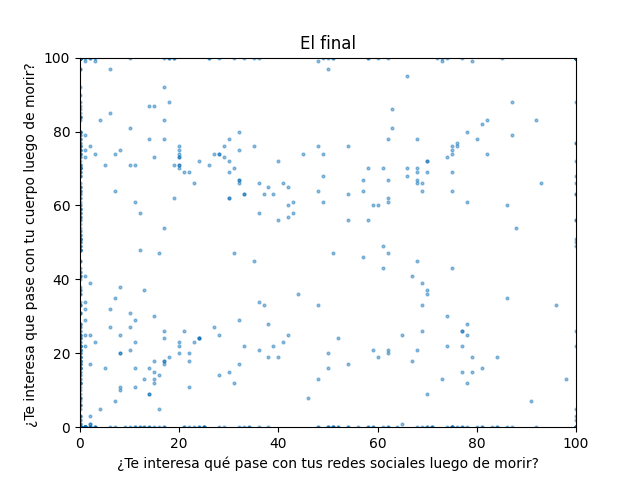 El final
¿Te interesa que pase con tu cuerpo luego de morir?
100
80
60
40
20
0
0 20 40 60 80 100
¿Te interesa qué pase con tus redes sociales luego de morir?